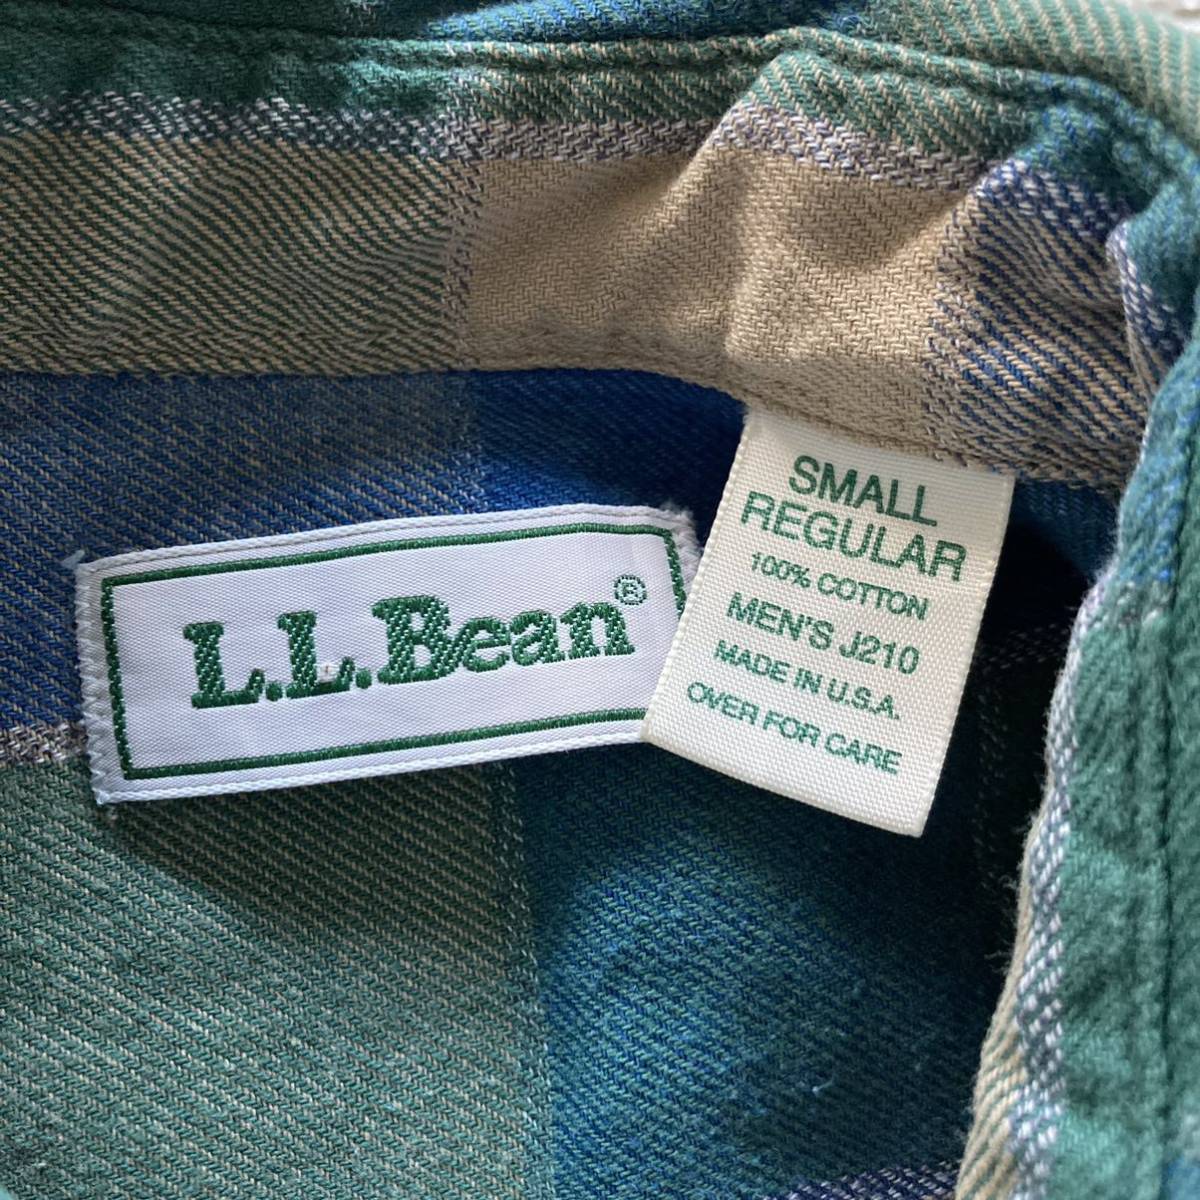 L.L.Bean®
SMALL
REGULAR
100% COTTON
MEN'S J210
MADE IN U.S.A.
OVER FOR CARE